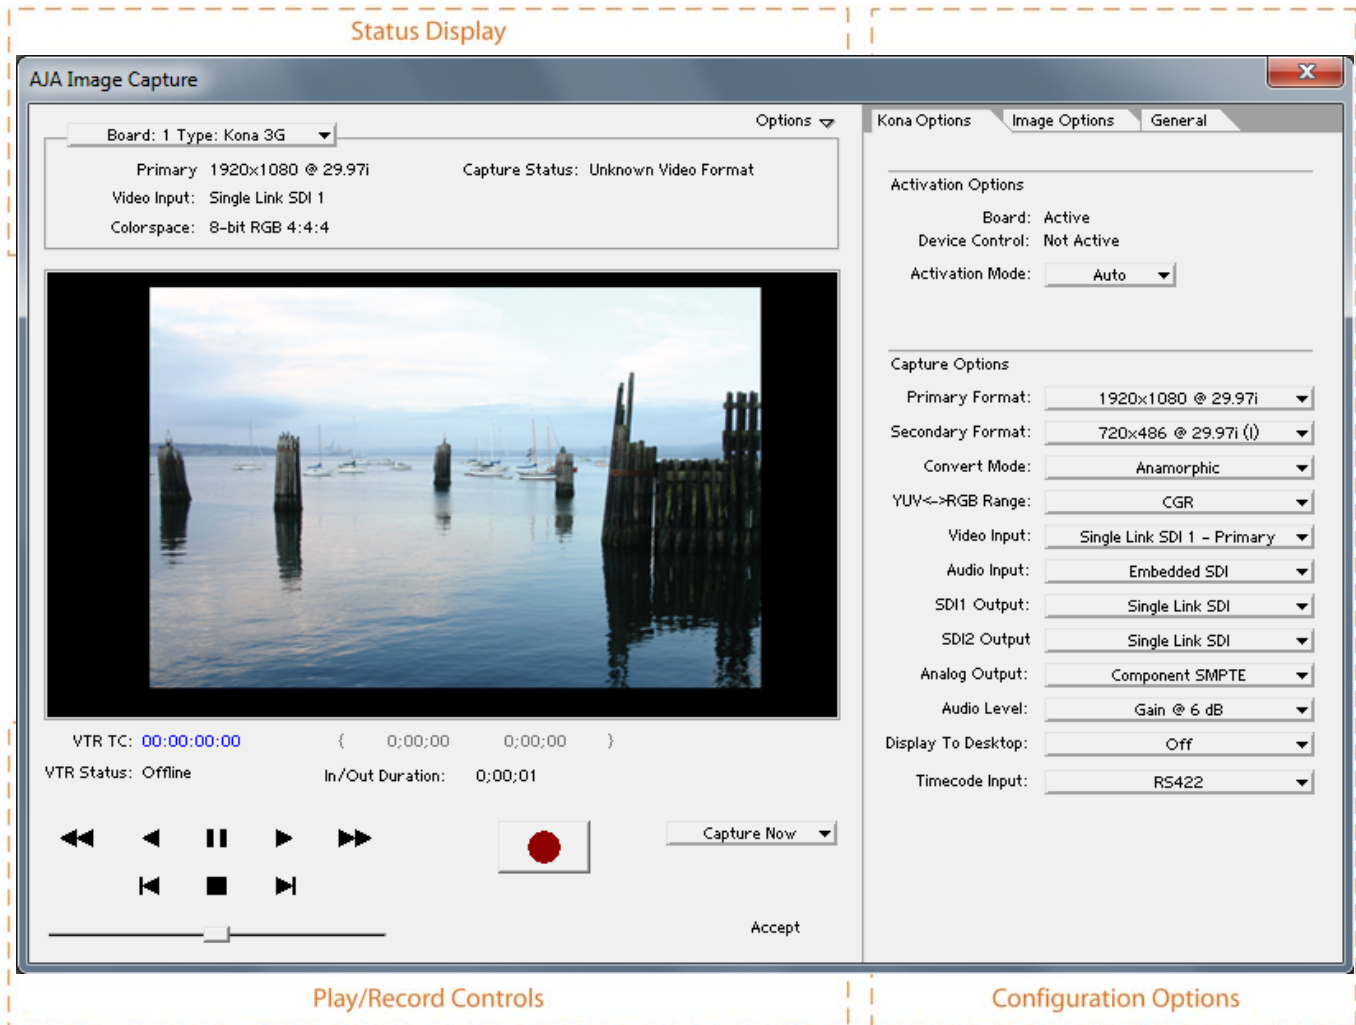 Status Display
AJA Image Capture
X
Options
Board: 1 Type: Kona 3G
Primary 1920x1080 @ 29.97i
Capture Status: Unknown Video Format
Video Input: Single Link SDI 1
Colorspace: 8-bit RGB 4:4:4
VTR TC: 00:00:00:00
{ 0;00;00 0;00;00 }
VTR Status: Offline
In/Out Duration: 0;00;01
Capture Now
Accept
Kona Options
Image Options
General
Activation Options
Board: Active
Device Control: Not Active
Activation Mode: Auto
Capture Options
Primary Format: 1920x1080 @ 29.97i
Secondary Format: 720x486 @ 29.97i (I)
Convert Mode: Anamorphic
YUV<->RGB Range: CGR
Video Input: Single Link SDI 1 - Primary
Audio Input: Embedded SDI
SDI1 Output: Single Link SDI
SDI2 Output Single Link SDI
Analog Output: Component SMPTE
Audio Level: Gain @ 6 dB
Display To Desktop: Off
Timecode Input: RS422
Play/Record Controls
Configuration Options